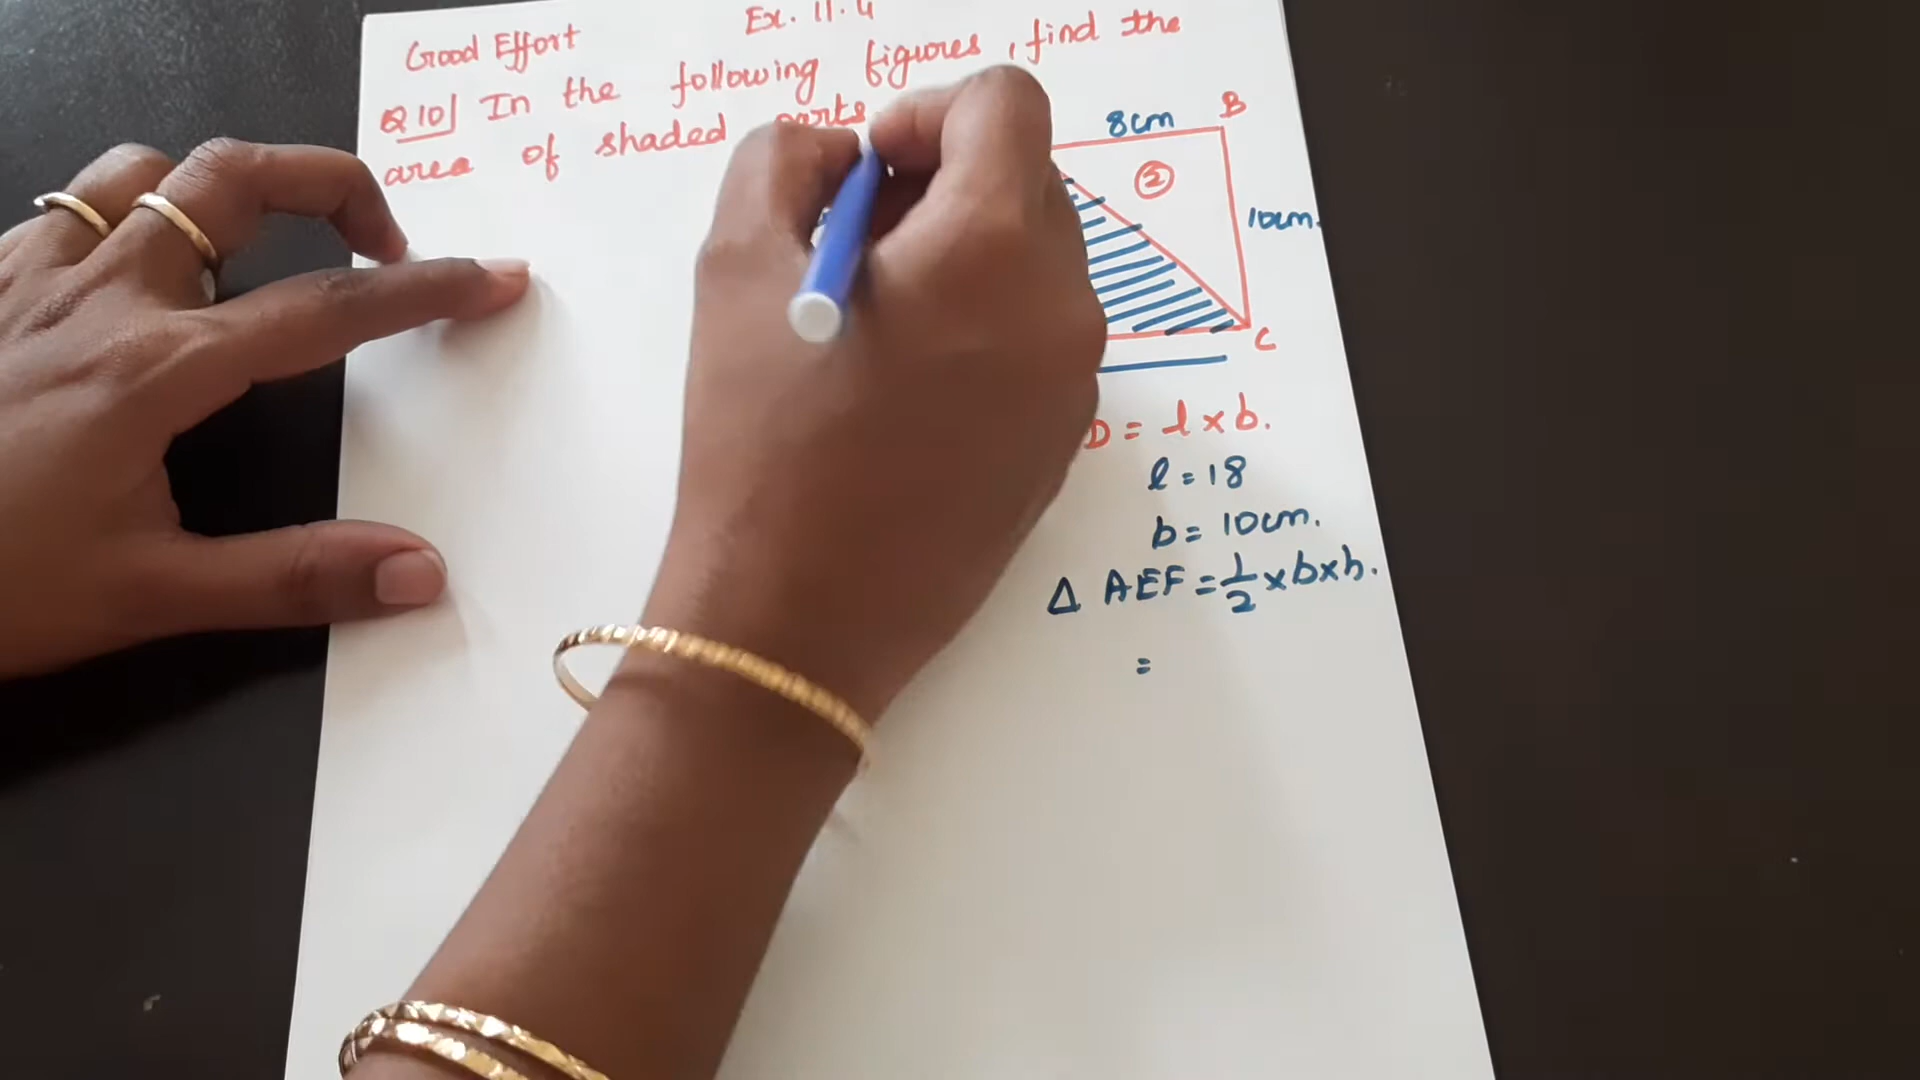 Ex. 11.4
Good Effort
Q 10] In the following figures, find the
area of shaded parts
8cm
B
②
10cm.
C
D = l x b.
l = 18
b = 10cm.
Δ AEF = 1/2 x b x h.
=